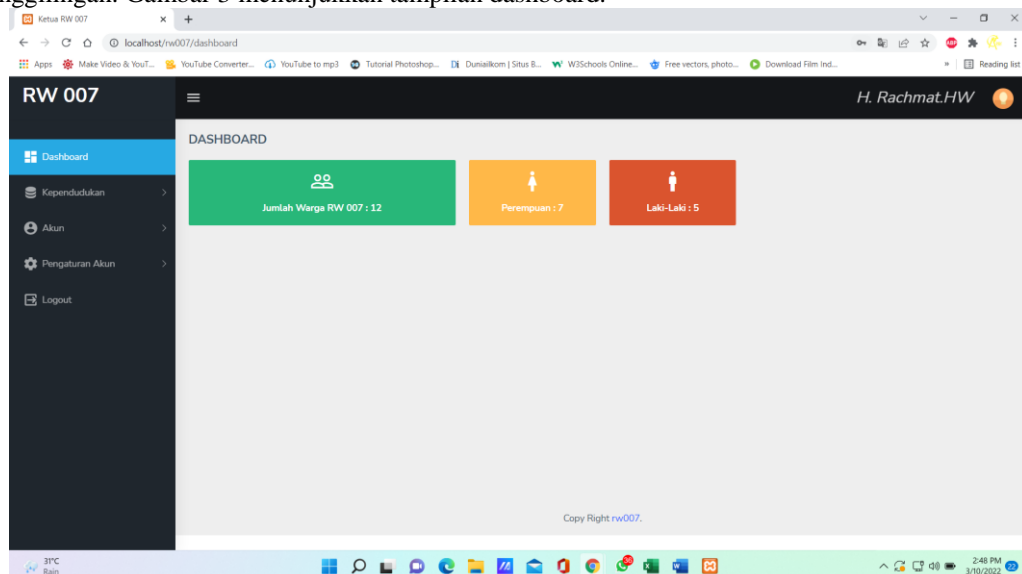 Gambar 5 menunjukkan tampilan dashboard.
Ketua RW 007
localhost/rw007/dashboard
Apps Make Video & YouT... YouTube Converter... YouTube to mp3 Tutorial Photoshop... Duniailkom | Situs B... W3Schools Online... Free vectors, photo... Download Film Ind... » Reading list
RW 007
H. Rachmat.HW
DASHBOARD
Dashboard
Jumlah Warga RW 007 : 12
Perempuan : 7
Laki-Laki : 5
Kependudukan
Akun
Pengaturan Akun
Logout
Copy Right rw007.
31°C
Rain
2:48 PM
3/10/2022
22